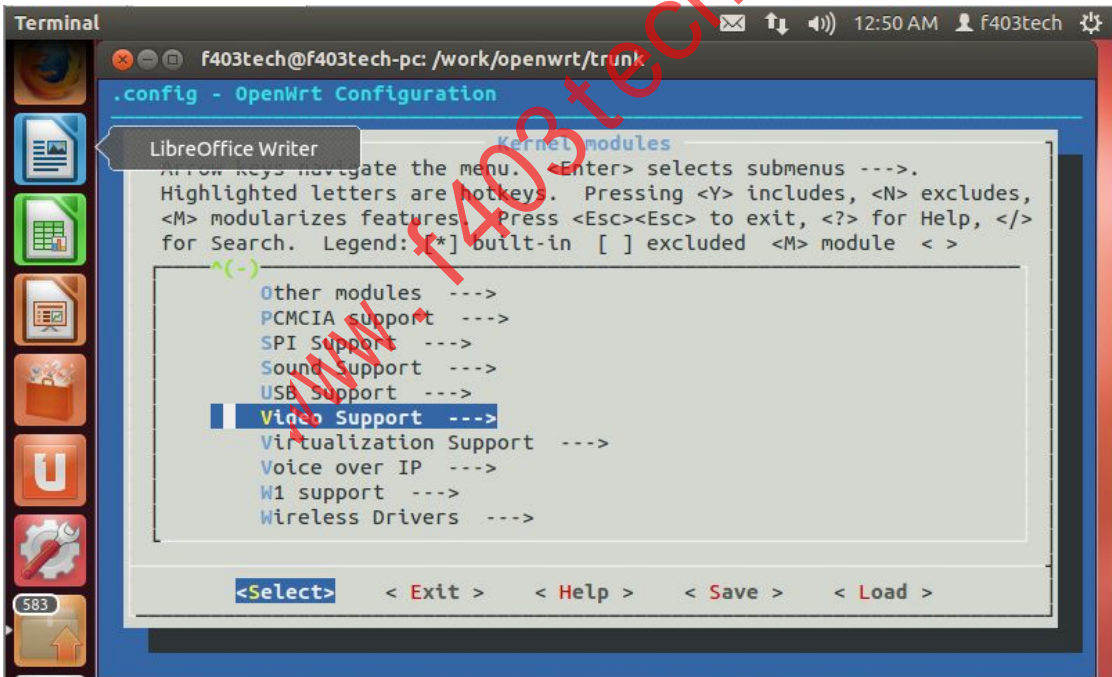 Terminal
12:50 AM f403tech
f403tech@f403tech-pc: /work/openwrt/trunk
.config - OpenWrt Configuration
LibreOffice Writer
Kernel modules
Arrow keys navigate the menu. <Enter> selects submenus --->.
Highlighted letters are hotkeys. Pressing <Y> includes, <N> excludes,
<M> modularizes features. Press <Esc><Esc> to exit, <?> for Help, </>
for Search. Legend: [*] built-in [ ] excluded <M> module < >
^(-)
Other modules --->
PCMCIA support --->
SPI Support --->
Sound Support --->
USB Support --->
Video Support --->
Virtualization Support --->
Voice over IP --->
W1 support --->
Wireless Drivers --->
<Select> < Exit > < Help > < Save > < Load >
583
www.f403tech